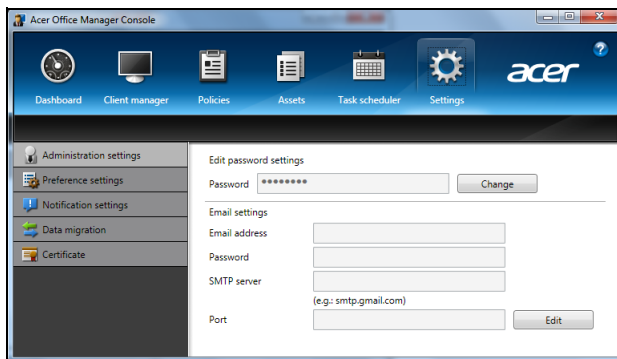 Acer Office Manager Console
?
acer
Dashboard Client manager Policies Assets Task scheduler Settings
Administration settings
Preference settings
Notification settings
Data migration
Certificate
Edit password settings
Password ******** Change
Email settings
Email address
Password
SMTP server
(e.g.: smtp.gmail.com)
Port Edit